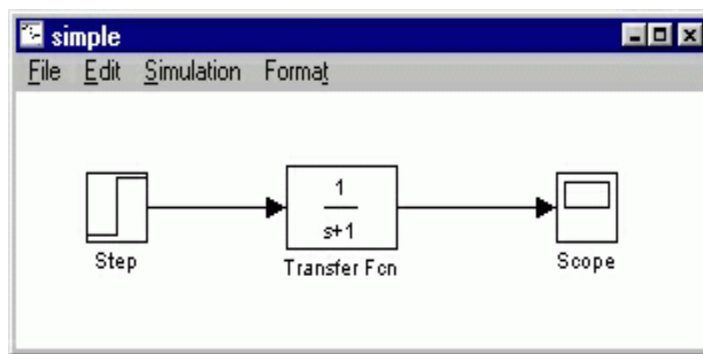 simple
File Edit Simulation Format
1
s+1
Step
Transfer Fcn
Scope